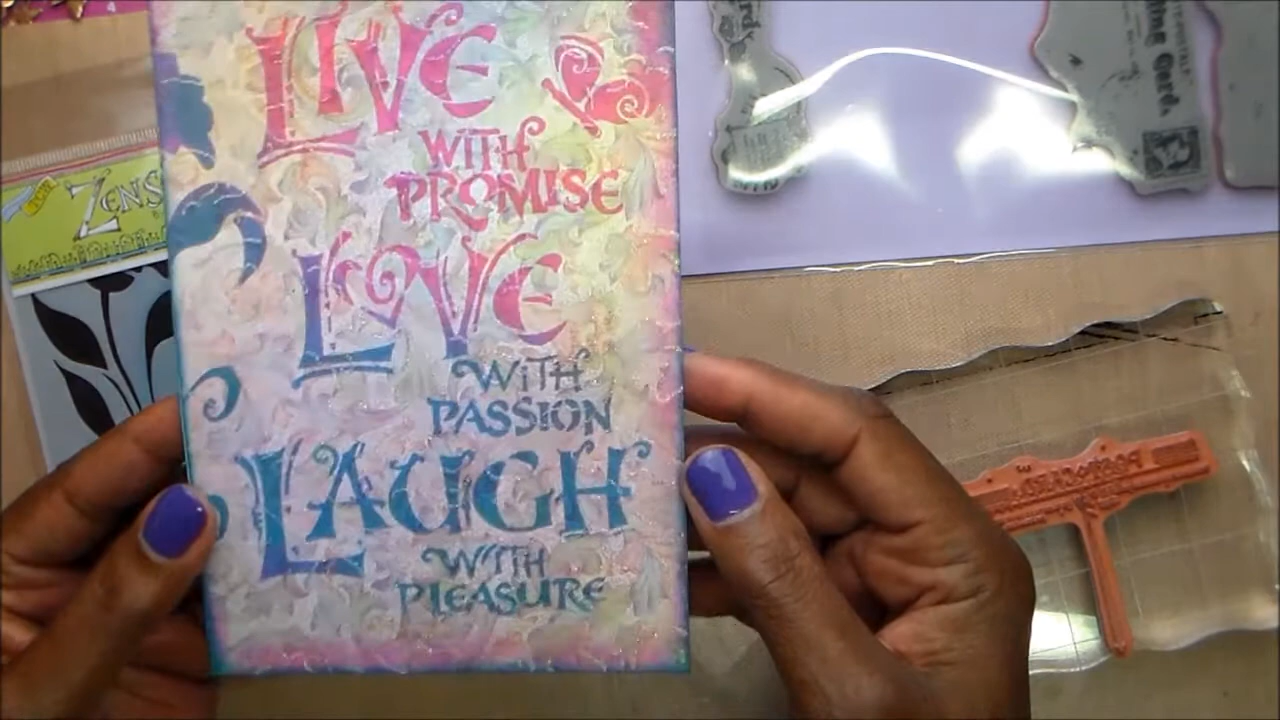 LIVE
WITH
PROMISE
LOVE
WITH
PASSION
LAUGH
WITH
PLEASURE
ZENS